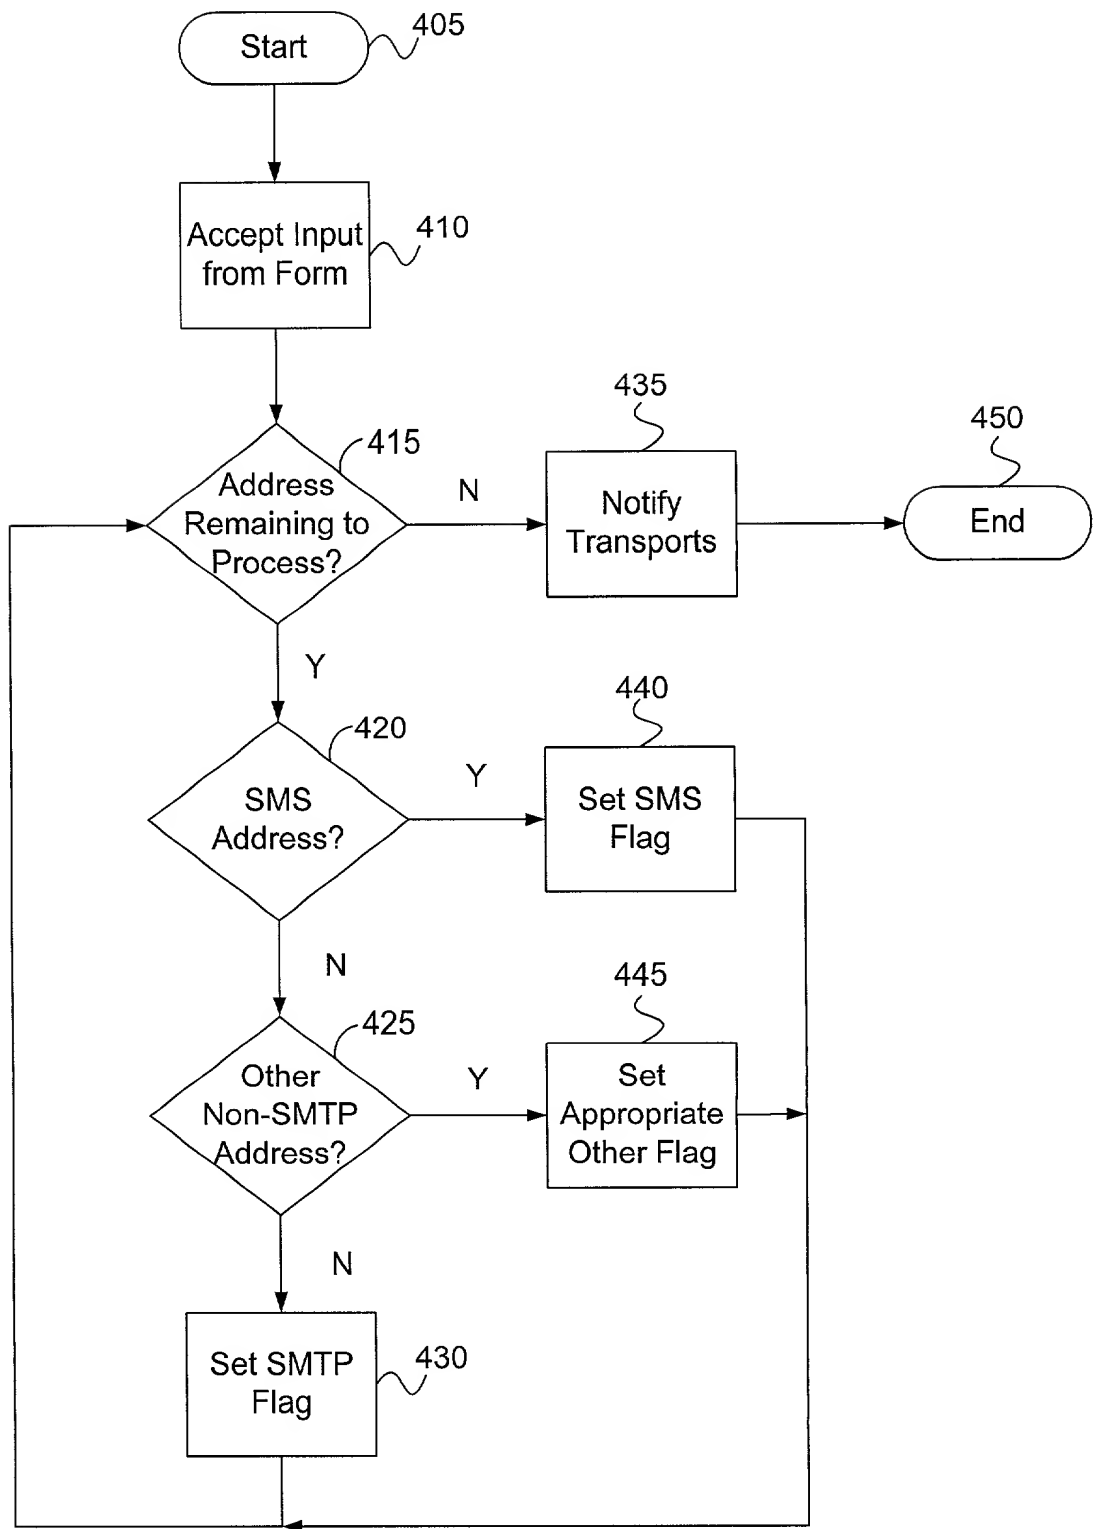 Start
405
Accept Input
from Form
410
415
Address
Remaining to
Process?
N
435
Notify
Transports
450
End
Y
420
SMS
Address?
Y
440
Set SMS
Flag
N
425
Other
Non-SMTP
Address?
Y
445
Set
Appropriate
Other Flag
N
Set SMTP
Flag
430